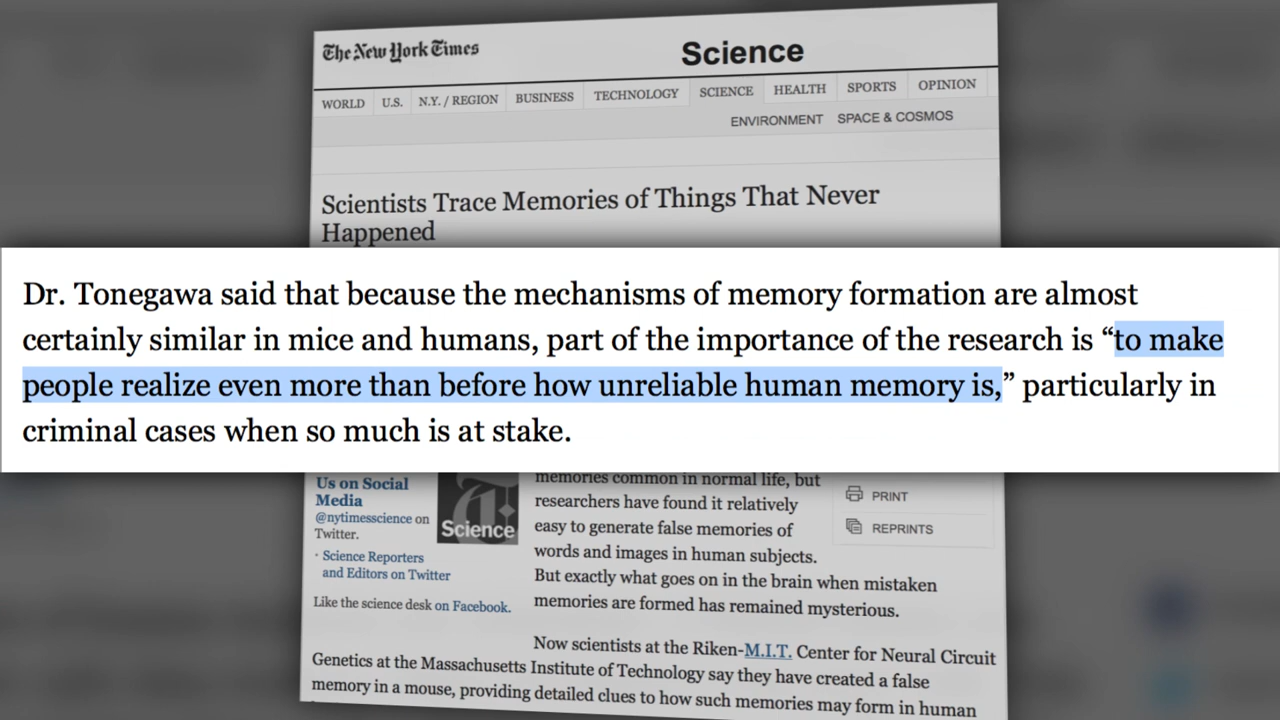 The New York Times
Science
WORLD U.S. N.Y. / REGION BUSINESS TECHNOLOGY SCIENCE HEALTH SPORTS OPINION
ENVIRONMENT SPACE & COSMOS
Scientists Trace Memories of Things That Never
Happened
Dr. Tonegawa said that because the mechanisms of memory formation are almost
certainly similar in mice and humans, part of the importance of the research is “to make
people realize even more than before how unreliable human memory is,” particularly in
criminal cases when so much is at stake.
Us on Social
Media
@nytimesscience on
Twitter.
· Science Reporters
and Editors on Twitter
Like the science desk on Facebook.
Science
memories common in normal life, but
researchers have found it relatively
easy to generate false memories of
words and images in human subjects.
But exactly what goes on in the brain when mistaken
memories are formed has remained mysterious.
PRINT
REPRINTS
Now scientists at the Riken-M.I.T. Center for Neural Circuit
Genetics at the Massachusetts Institute of Technology say they have created a false
memory in a mouse, providing detailed clues to how such memories may form in human